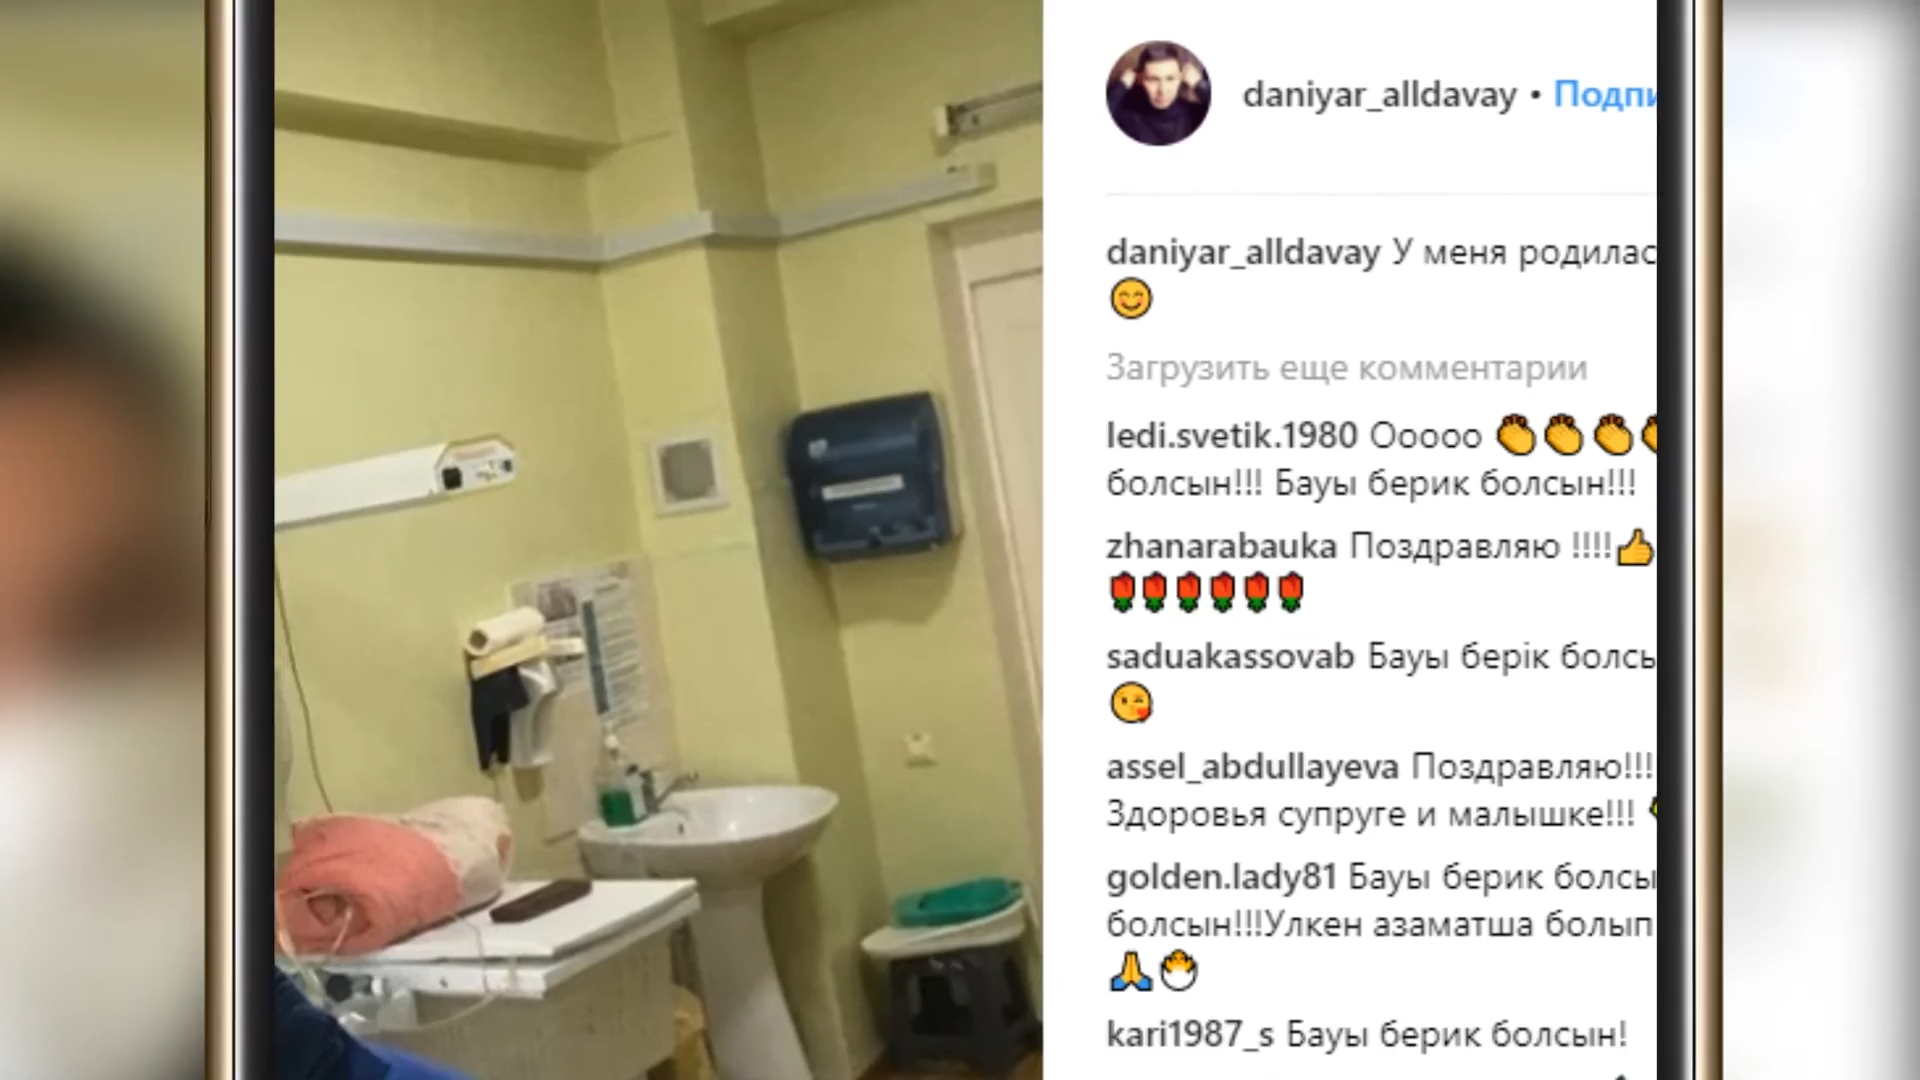 daniyar_alldavay • Подпи
daniyar_alldavay У меня родилас
😊
Загрузить еще комментарии
ledi.svetik.1980 Ооооо 👏👏👏👏
болсын!!! Бауы берик болсын!!!
zhanarabauka Поздравляю !!!!👍
🌹🌹🌹🌹🌹🌹
saduakassovab Бауы берік болсы
😘
assel_abdullayeva Поздравляю!!!
Здоровья супруге и малышке!!!
golden.lady81 Бауы берик болсы
болсын!!!Улкен азаматша болып
🙏🐣
kari1987_s Бауы берик болсын!